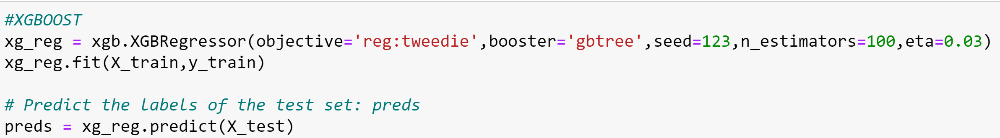 #XGBOOST
xg_reg = xgb.XGBRegressor(objective='reg:tweedie',booster='gbtree',seed=123,n_estimators=100,eta=0.03)
xg_reg.fit(X_train,y_train)
# Predict the labels of the test set: preds
preds = xg_reg.predict(X_test)